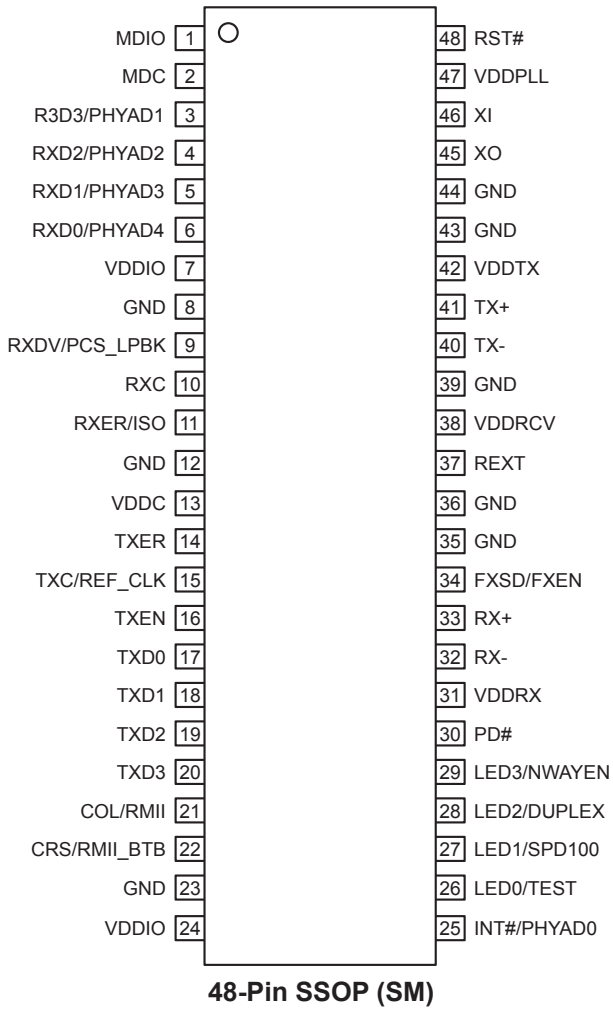 MDIO 1 48 RST#
MDC 2 47 VDDPLL
R3D3/PHYAD1 3 46 XI
RXD2/PHYAD2 4 45 XO
RXD1/PHYAD3 5 44 GND
RXD0/PHYAD4 6 43 GND
VDDIO 7 42 VDDTX
GND 8 41 TX+
RXDV/PCS_LPBK 9 40 TX-
RXC 10 39 GND
RXER/ISO 11 38 VDDRCV
GND 12 37 REXT
VDDC 13 36 GND
TXER 14 35 GND
TXC/REF_CLK 15 34 FXSD/FXEN
TXEN 16 33 RX+
TXD0 17 32 RX-
TXD1 18 31 VDDRX
TXD2 19 30 PD#
TXD3 20 29 LED3/NWAYEN
COL/RMII 21 28 LED2/DUPLEX
CRS/RMII_BTB 22 27 LED1/SPD100
GND 23 26 LED0/TEST
VDDIO 24 25 INT#/PHYAD0
48-Pin SSOP (SM)